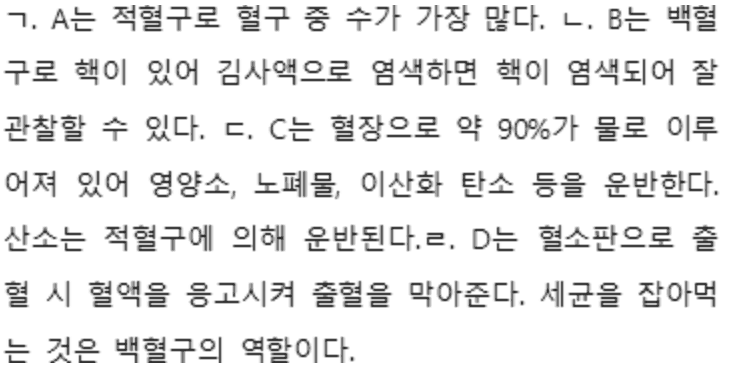 ㄱ. A는 적혈구로 혈구 중 수가 가장 많다. ㄴ. B는 백혈
구로 핵이 있어 김사액으로 염색하면 핵이 염색되어 잘
관찰할 수 있다. ㄷ. C는 혈장으로 약 90%가 물로 이루
어져 있어 영양소, 노폐물, 이산화 탄소 등을 운반한다.
산소는 적혈구에 의해 운반된다.ㄹ. D는 혈소판으로 출
혈 시 혈액을 응고시켜 출혈을 막아준다. 세균을 잡아먹
는 것은 백혈구의 역할이다.